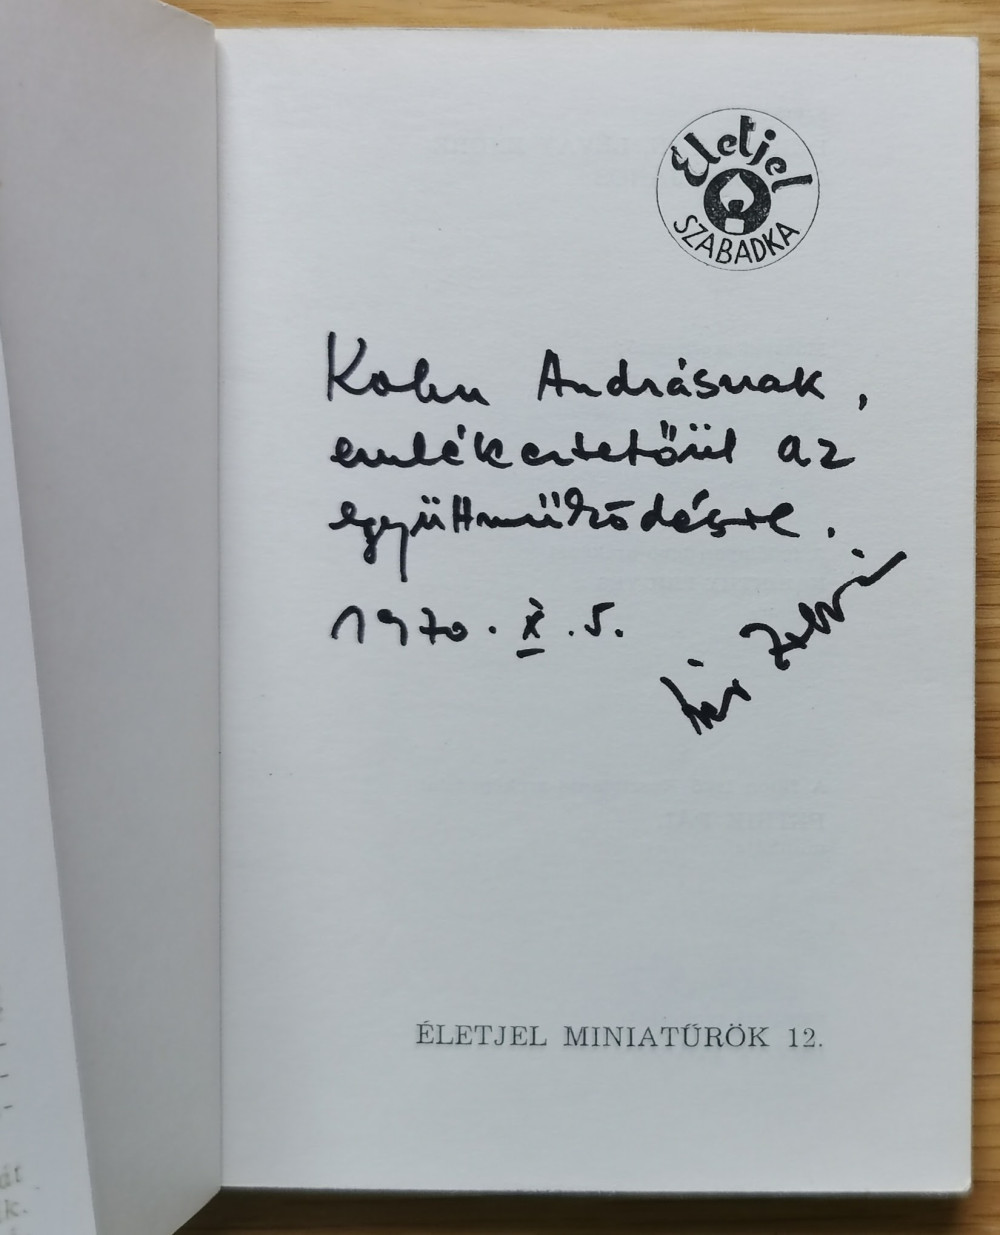 Életjel
SZABADKA
Kohn Andrásnak,
emlékeztetőül az
együttműködésre.
1970. X. 5.
ÉLETJEL MINIATŰRÖK 12.